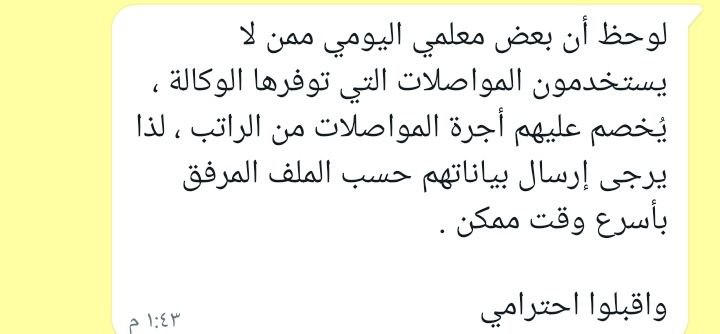 لوحظ أن بعض معلمي اليومي ممن لا
يستخدمون المواصلات التي توفرها الوكالة ،
يُخصم عليهم أجرة المواصلات من الراتب ، لذا
يرجى إرسال بياناتهم حسب الملف المرفق
بأسرع وقت ممكن .
واقبلوا احترامي
١:٤٣ م